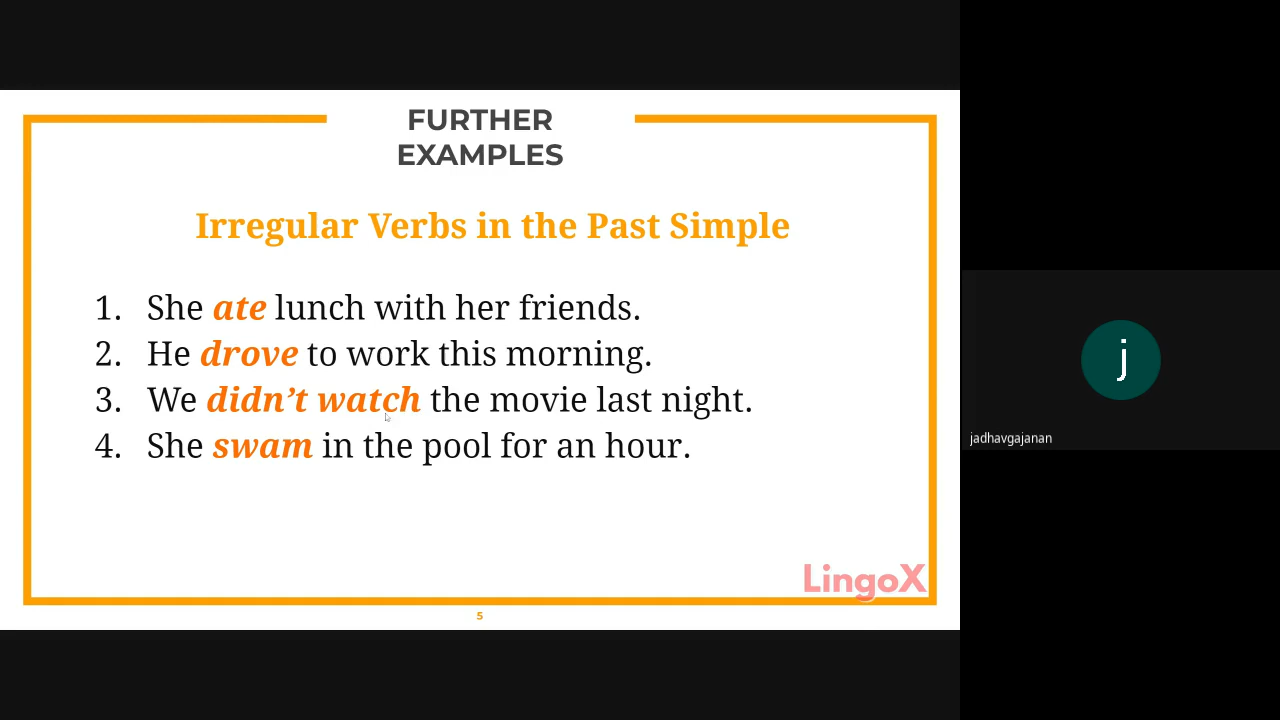 FURTHER
EXAMPLES
Irregular Verbs in the Past Simple
1. She ate lunch with her friends.
2. He drove to work this morning.
3. We didn’t watch the movie last night.
4. She swam in the pool for an hour.
LingoX
5
j
jadhavgajanan